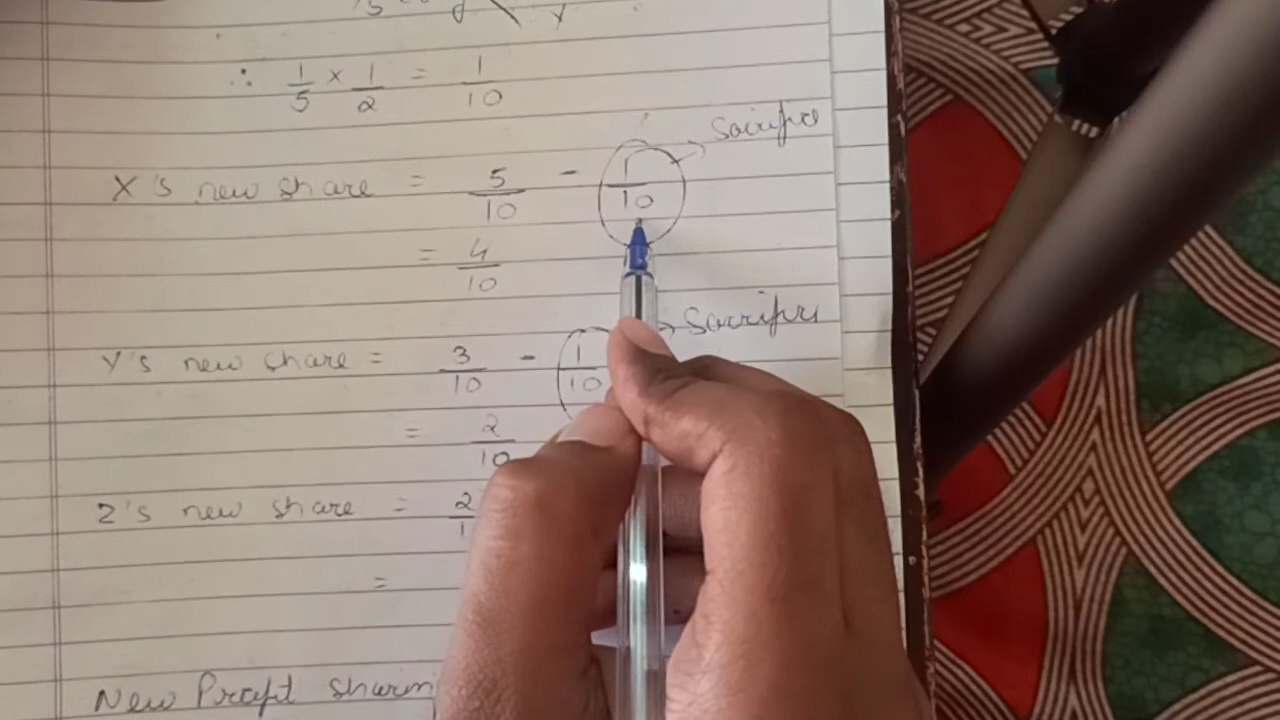 ∴ 1/5 × 1/2 = 1/10
Sacrifice
X's new share = 5/10 - 1/10
= 4/10
Sacrifice
Y's new share = 3/10 - 1/10
= 2/10
Z's new share = 2
=
New Profit sharin